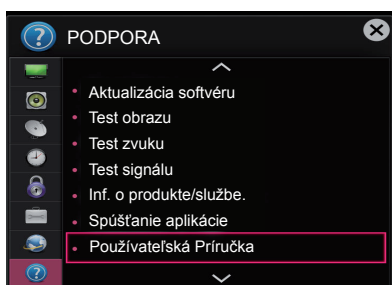 PODPORA
Aktualizácia softvéru
Test obrazu
Test zvuku
Test signálu
Inf. o produkte/službe.
Spúšťanie aplikácie
Používateľská Príručka